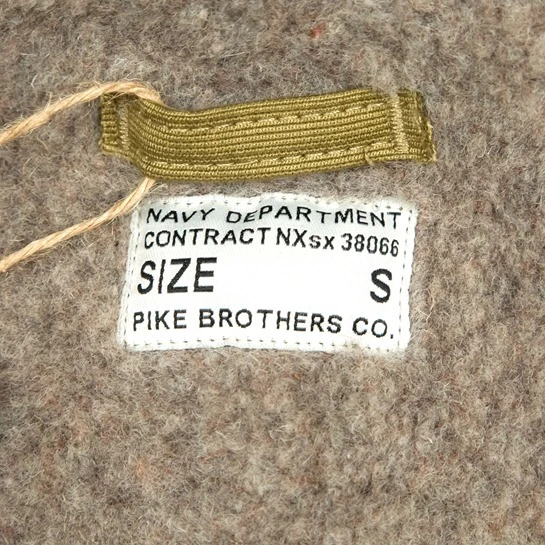 NAVY DEPARTMENT
CONTRACT NXsx 38066
SIZE S
PIKE BROTHERS CO.